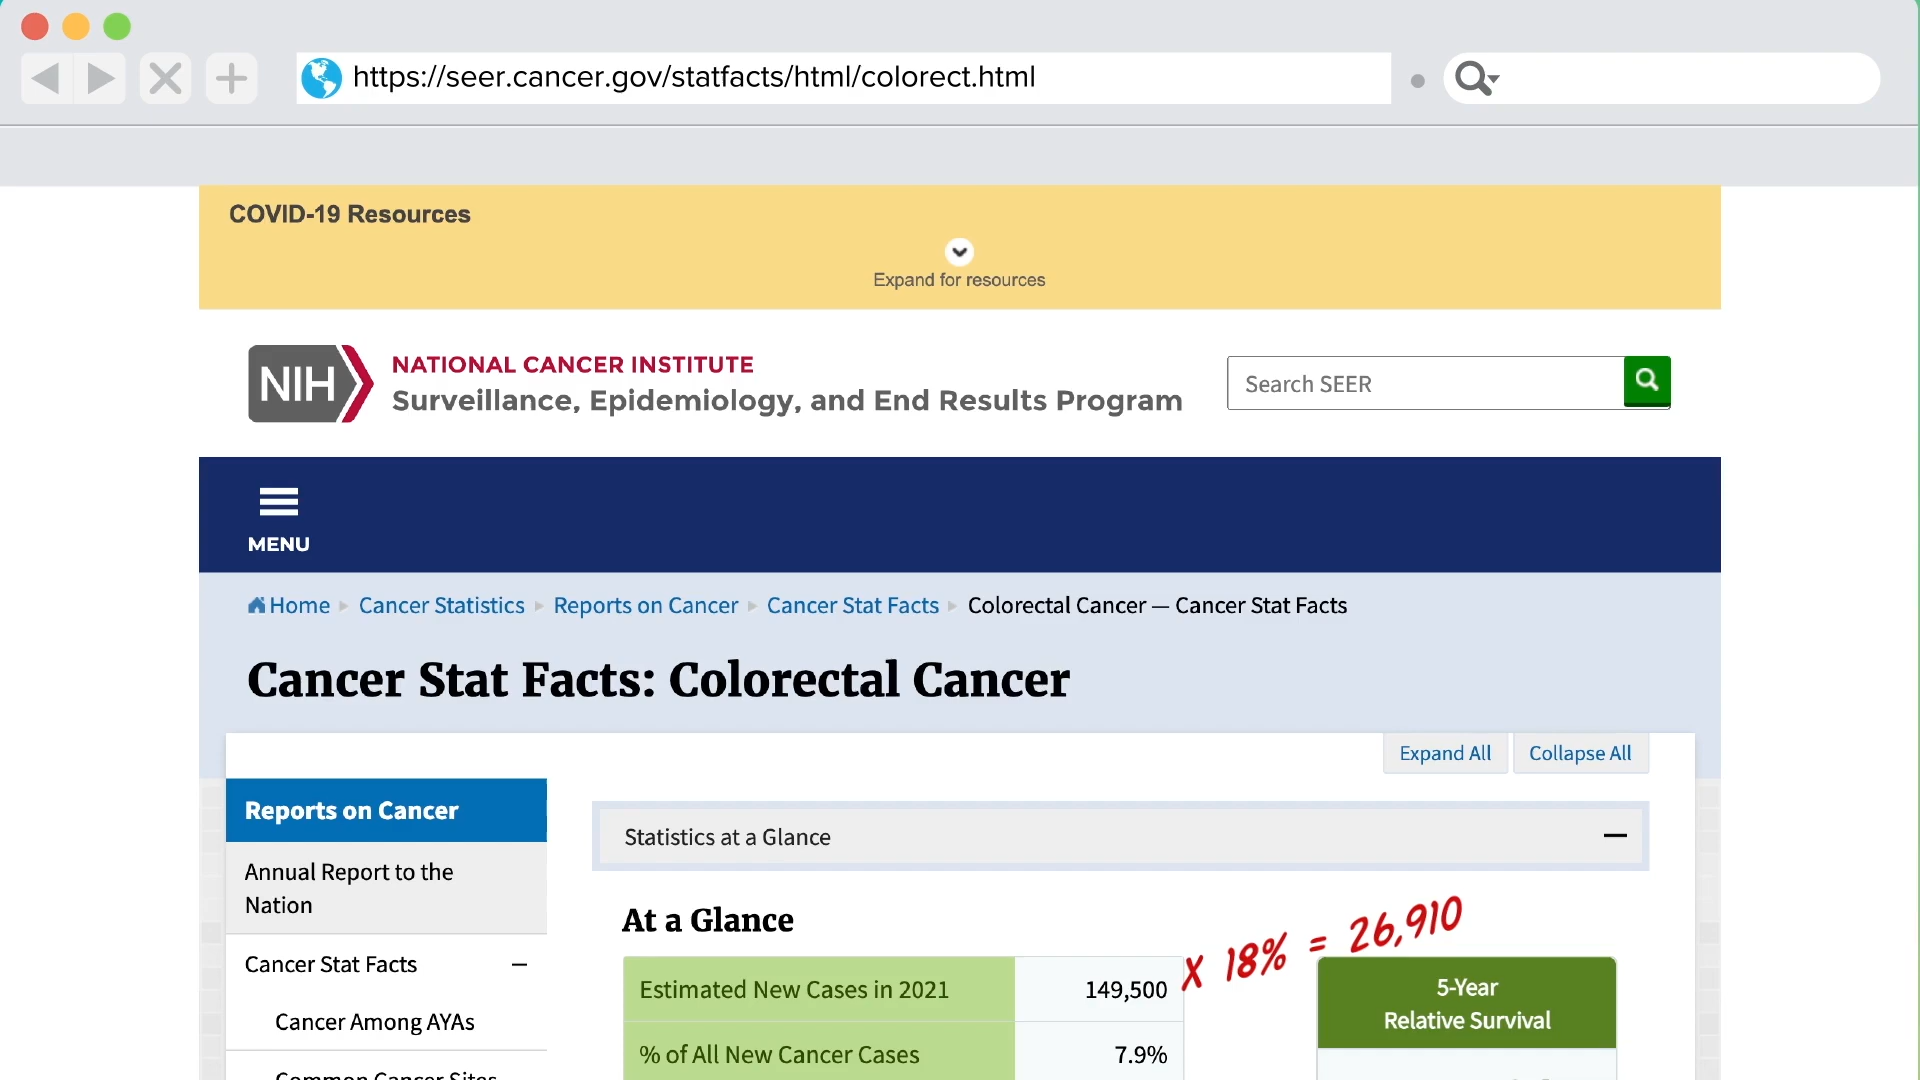 https://seer.cancer.gov/statfacts/html/colorect.html
COVID-19 Resources
Expand for resources
NIH
NATIONAL CANCER INSTITUTE
Surveillance, Epidemiology, and End Results Program
Search SEER
MENU
Home
Cancer Statistics
Reports on Cancer
Cancer Stat Facts
Colorectal Cancer — Cancer Stat Facts
Cancer Stat Facts: Colorectal Cancer
Expand All
Collapse All
Reports on Cancer
Annual Report to the
Nation
Cancer Stat Facts
Cancer Among AYAs
Common Cancer Sites
Statistics at a Glance
At a Glance
Estimated New Cases in 2021 149,500 x 18% = 26,910
% of All New Cancer Cases 7.9%
5-Year
Relative Survival